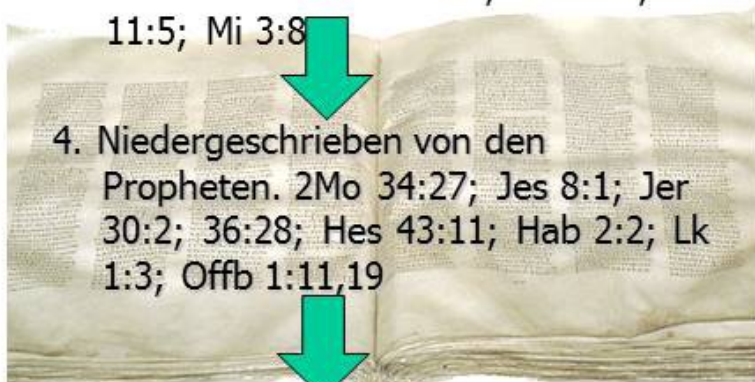 11:5; Mi 3:8
4. Niedergeschrieben von den
Propheten. 2Mo 34:27; Jes 8:1; Jer
30:2; 36:28; Hes 43:11; Hab 2:2; Lk
1:3; Offb 1:11,19